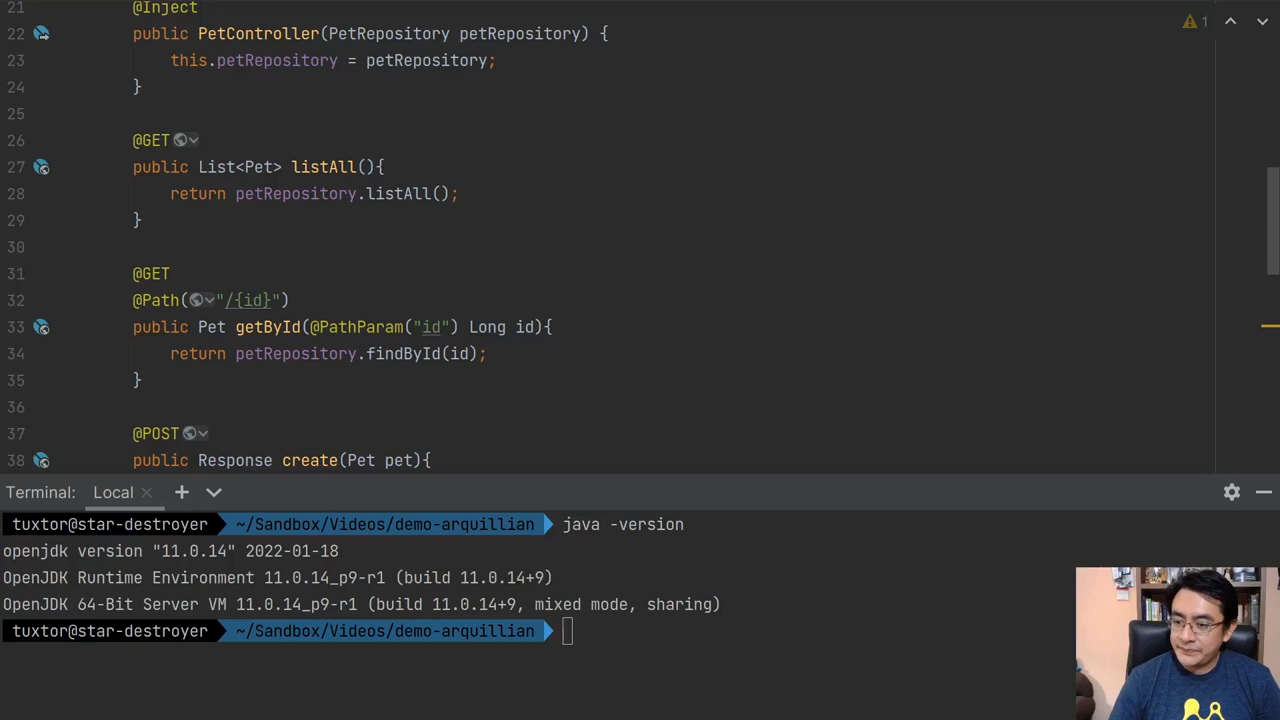 21 @Inject
22 public PetController(PetRepository petRepository) {
1
23 this.petRepository = petRepository;
24 }
25
26 @GET
27 public List<Pet> listAll(){
28 return petRepository.listAll();
29 }
30
31 @GET
32 @Path("/{id}")
33 public Pet getById(@PathParam("id") Long id){
34 return petRepository.findById(id);
35 }
36
37 @POST
38 public Response create(Pet pet){
Terminal: Local
tuxtor@star-destroyer ~/Sandbox/Videos/demo-arquillian java -version
openjdk version "11.0.14" 2022-01-18
OpenJDK Runtime Environment 11.0.14_p9-r1 (build 11.0.14+9)
OpenJDK 64-Bit Server VM 11.0.14_p9-r1 (build 11.0.14+9, mixed mode, sharing)
tuxtor@star-destroyer ~/Sandbox/Videos/demo-arquillian